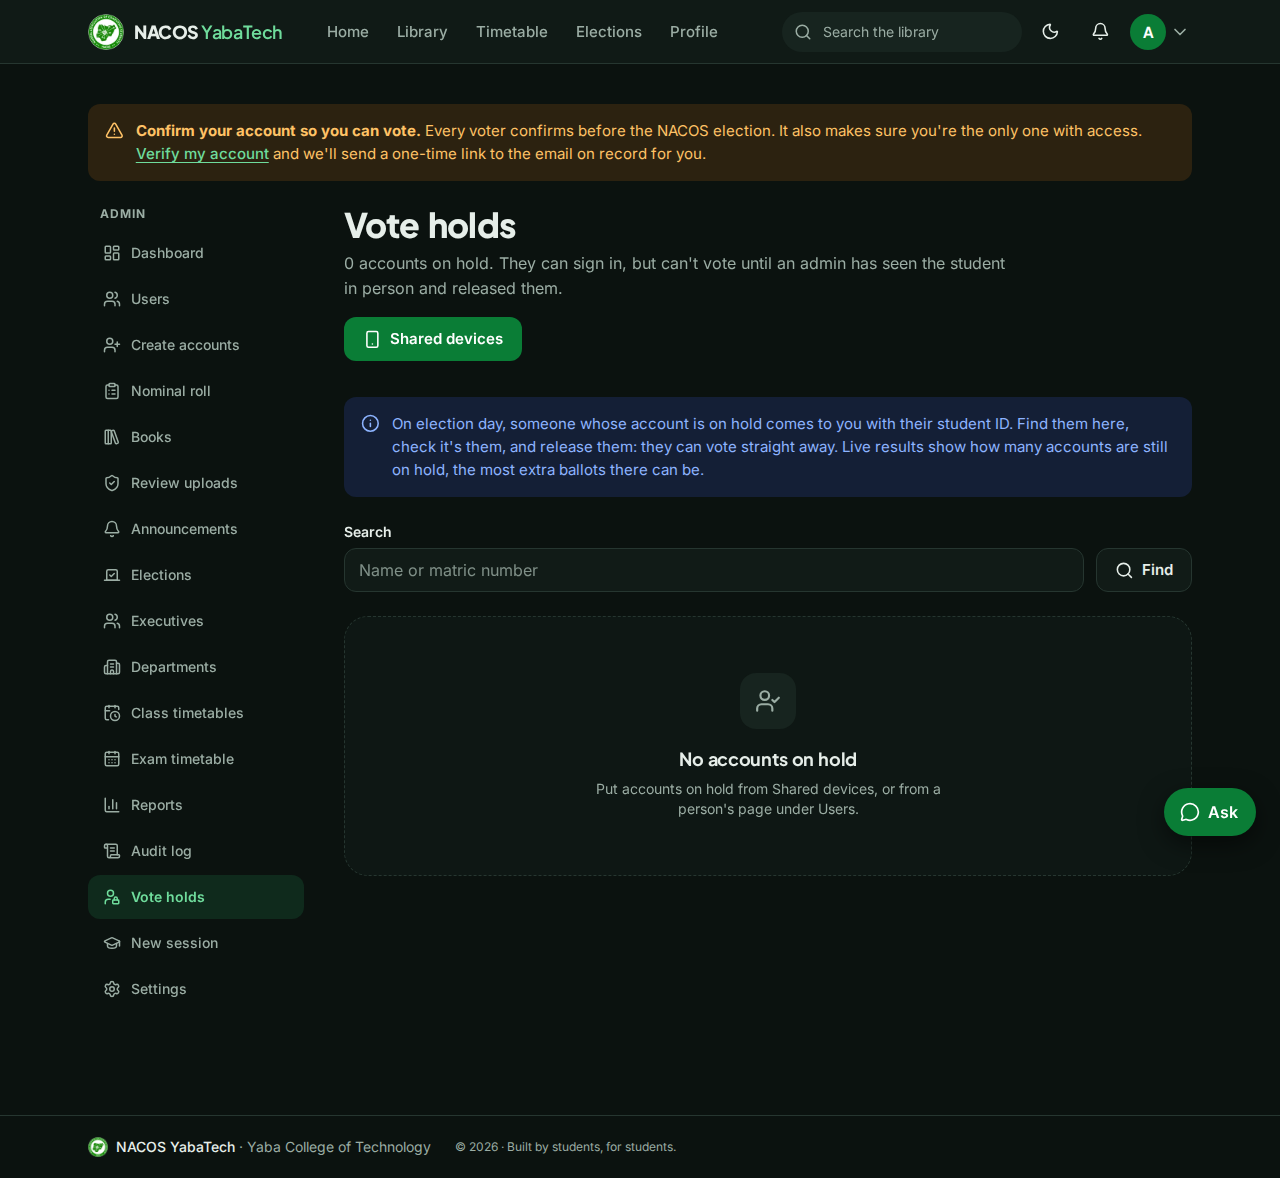 NACOS YabaTech
Home
Library
Timetable
Elections
Profile
Search the library
A
Confirm your account so you can vote. Every voter confirms before the NACOS election. It also makes sure you're the only one with access.
Verify my account and we'll send a one-time link to the email on record for you.
ADMIN
Dashboard
Users
Create accounts
Nominal roll
Books
Review uploads
Announcements
Elections
Executives
Departments
Class timetables
Exam timetable
Reports
Audit log
Vote holds
New session
Settings
Vote holds
0 accounts on hold. They can sign in, but can't vote until an admin has seen the student
in person and released them.
Shared devices
On election day, someone whose account is on hold comes to you with their student ID. Find them here,
check it's them, and release them: they can vote straight away. Live results show how many accounts are still
on hold, the most extra ballots there can be.
Search
Name or matric number
Find
No accounts on hold
Put accounts on hold from Shared devices, or from a
person's page under Users.
Ask
NACOS YabaTech · Yaba College of Technology
© 2026 · Built by students, for students.